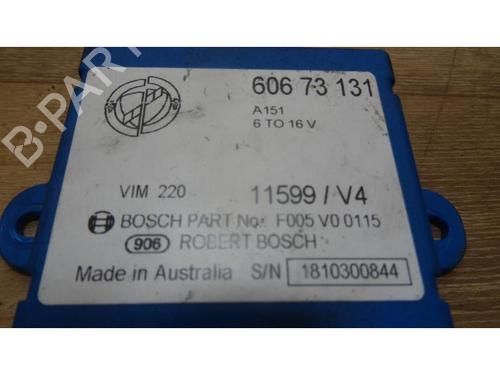 606 73 131
A151
6 TO 16 V
VIM 220
11599/V4
BOSCH PART No: F005 V0 0115
906 ROBERT BOSCH
Made in Australia S/N 1810300844
B-PARTS